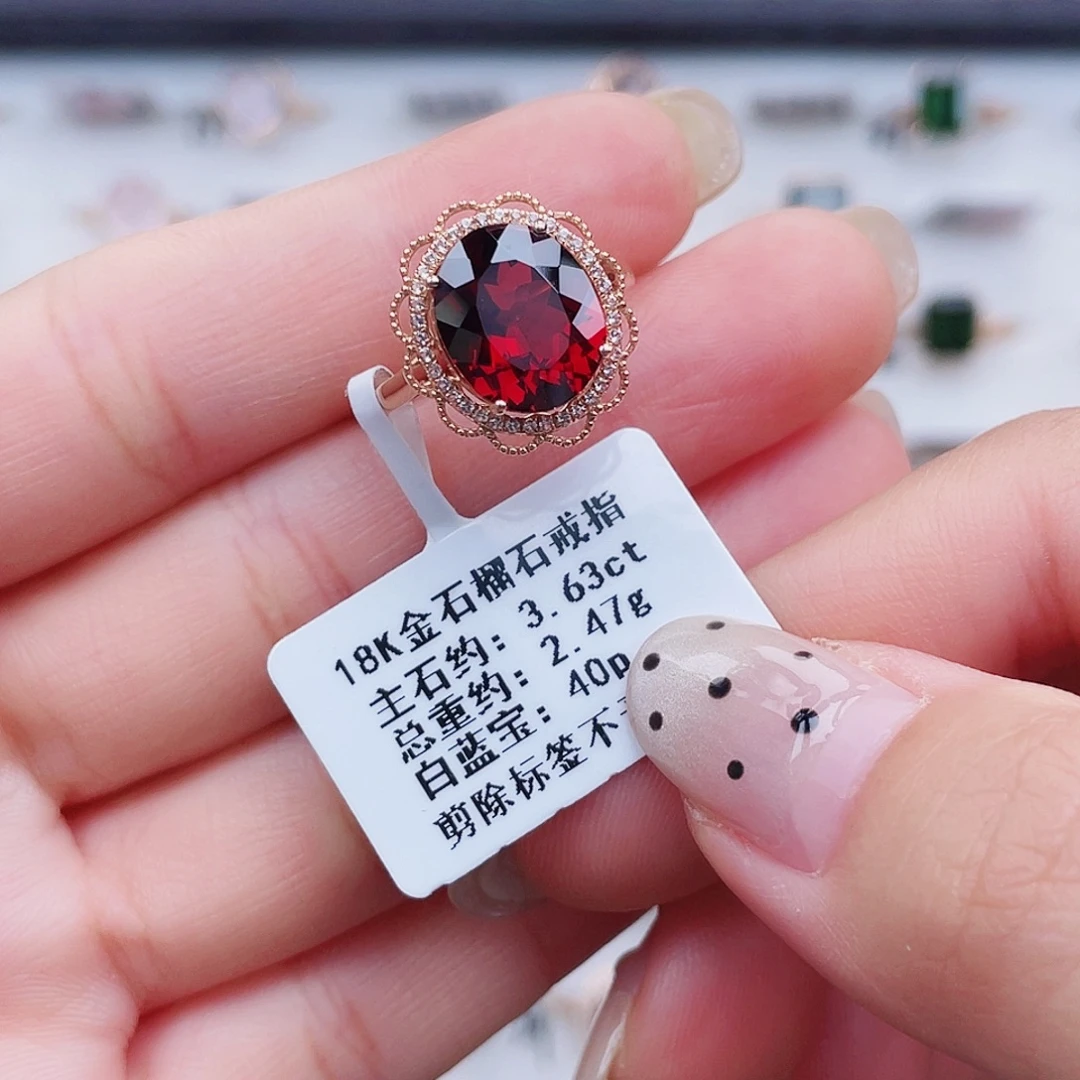 18K金石榴石戒指
主石约: 3.63ct
总重约: 2.47g
白蓝宝: 40p
剪除标签不